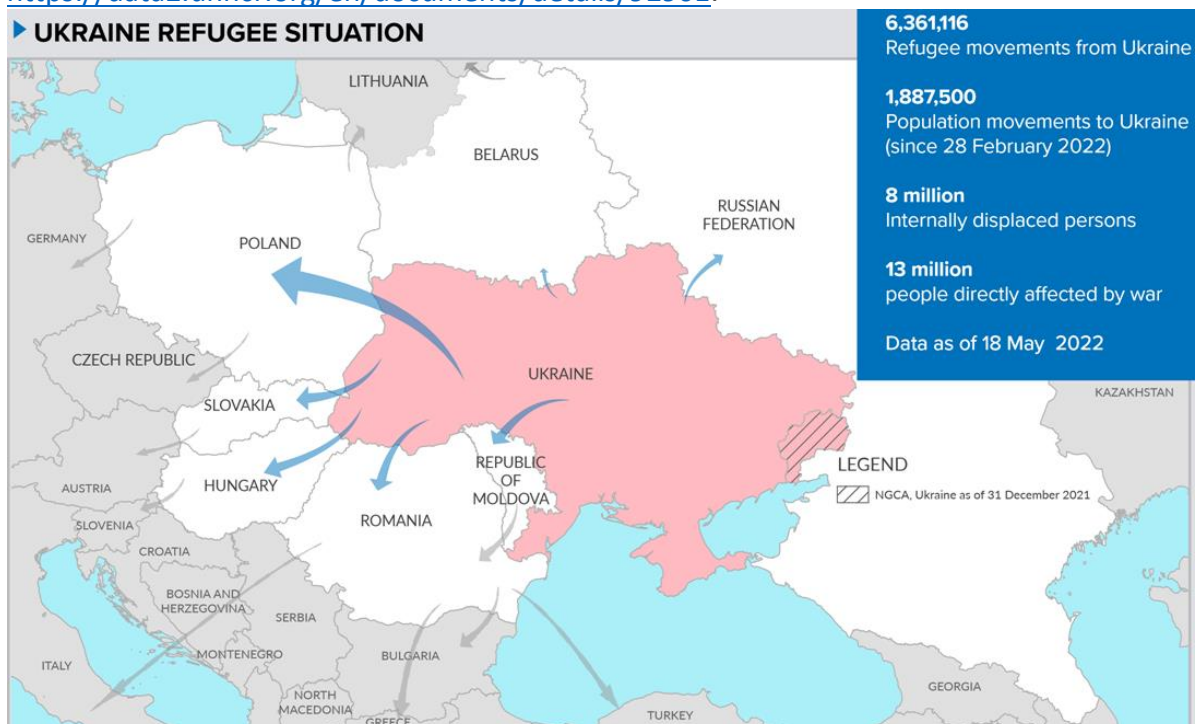 UKRAINE REFUGEE SITUATION
6,361,116
Refugee movements from Ukraine
1,887,500
Population movements to Ukraine
(since 28 February 2022)
8 million
Internally displaced persons
13 million
people directly affected by war
Data as of 18 May 2022
LITHUANIA
BELARUS
RUSSIAN
FEDERATION
GERMANY
POLAND
CZECH REPUBLIC
UKRAINE
KAZAKHSTAN
SLOVAKIA
REPUBLIC
OF
MOLDOVA
LEGEND
NGCA, Ukraine as of 31 December 2021
AUSTRIA
HUNGARY
ROMANIA
SLOVENIA
CROATIA
BOSNIA AND
HERZEGOVINA
SERBIA
ITALY
MONTENEGRO
BULGARIA
GEORGIA
NORTH
MACEDONIA
GREECE
TURKEY